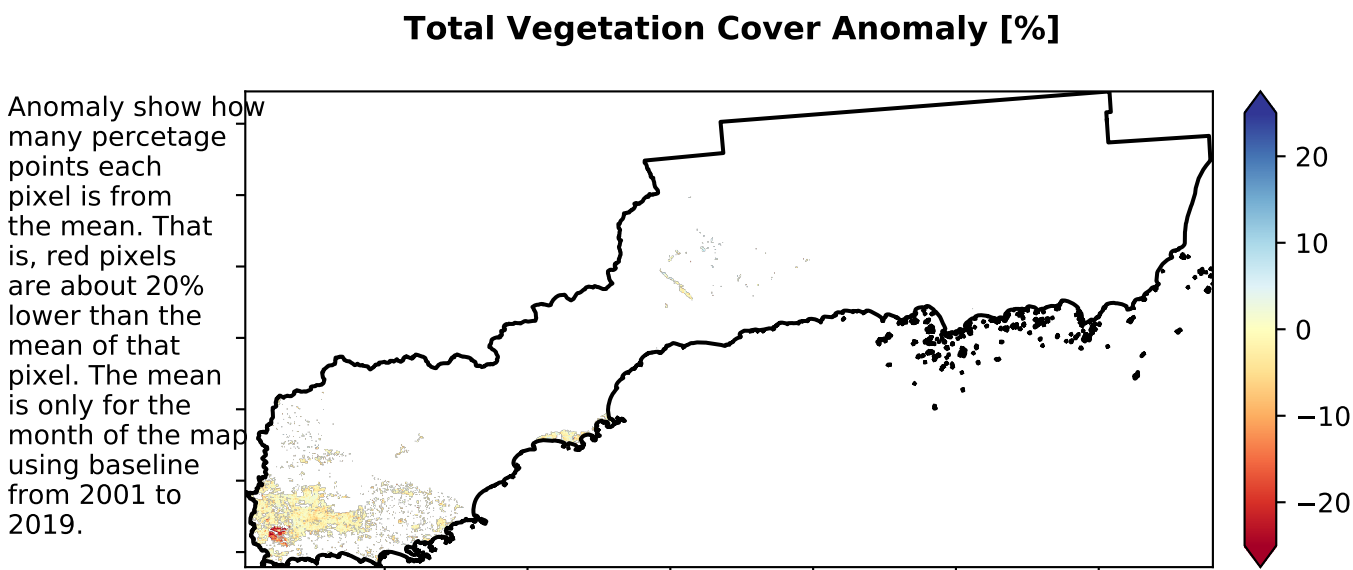 Total Vegetation Cover Anomaly [%]
Anomaly show how
many percetage
points each
pixel is from
the mean. That
is, red pixels
are about 20%
lower than the
mean of that
pixel. The mean
is only for the
month of the map
using baseline
from 2001 to
2019.
20
10
0
−10
−20